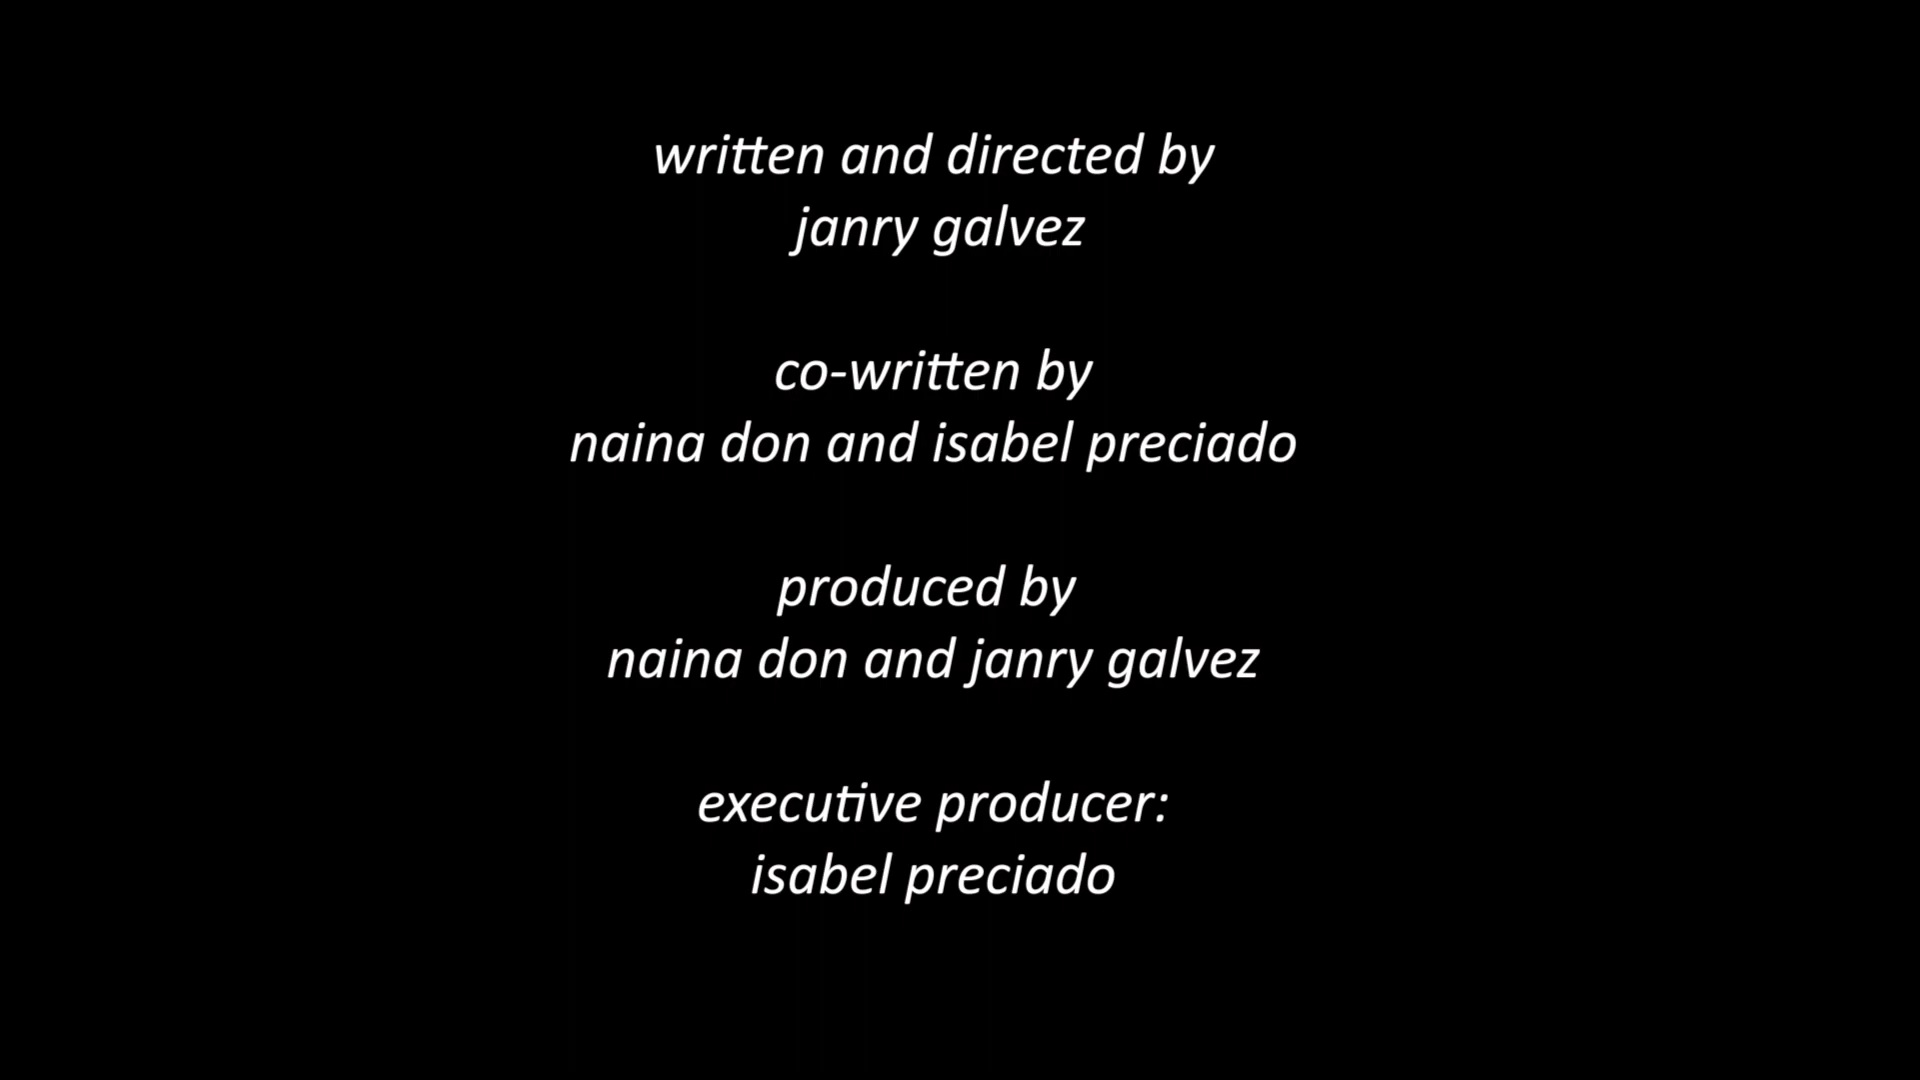 written and directed by
janry galvez
co-written by
naina don and isabel preciado
produced by
naina don and janry galvez
executive producer:
isabel preciado